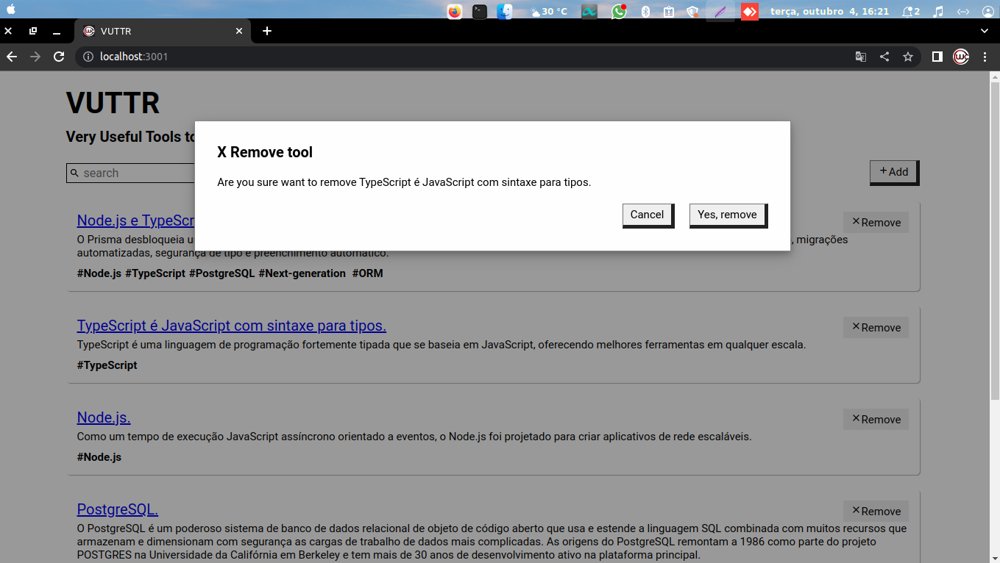 30 °C
terça, outubro 4, 16:21
2
VUTTR
localhost:3001
VUTTR
Very Useful Tools to
search
+Add
X Remove tool
Are you sure want to remove TypeScript é JavaScript com sintaxe para tipos.
Cancel
Yes, remove
Node.js e TypeScr
×Remove
O Prisma desbloqueia u
, migrações
automatizadas, segurança de tipo e preenchimento automático.
#Node.js #TypeScript #PostgreSQL #Next-generation #ORM
TypeScript é JavaScript com sintaxe para tipos.
×Remove
TypeScript é uma linguagem de programação fortemente tipada que se baseia em JavaScript, oferecendo melhores ferramentas em qualquer escala.
#TypeScript
Node.js.
×Remove
Como um tempo de execução JavaScript assíncrono orientado a eventos, o Node.js foi projetado para criar aplicativos de rede escaláveis.
#Node.js
PostgreSQL.
×Remove
O PostgreSQL é um poderoso sistema de banco de dados relacional de objeto de código aberto que usa e estende a linguagem SQL combinada com muitos recursos que
armazenam e dimensionam com segurança as cargas de trabalho de dados mais complicadas. As origens do PostgreSQL remontam a 1986 como parte do projeto
POSTGRES na Universidade da Califórnia em Berkeley e tem mais de 30 anos de desenvolvimento ativo na plataforma principal.